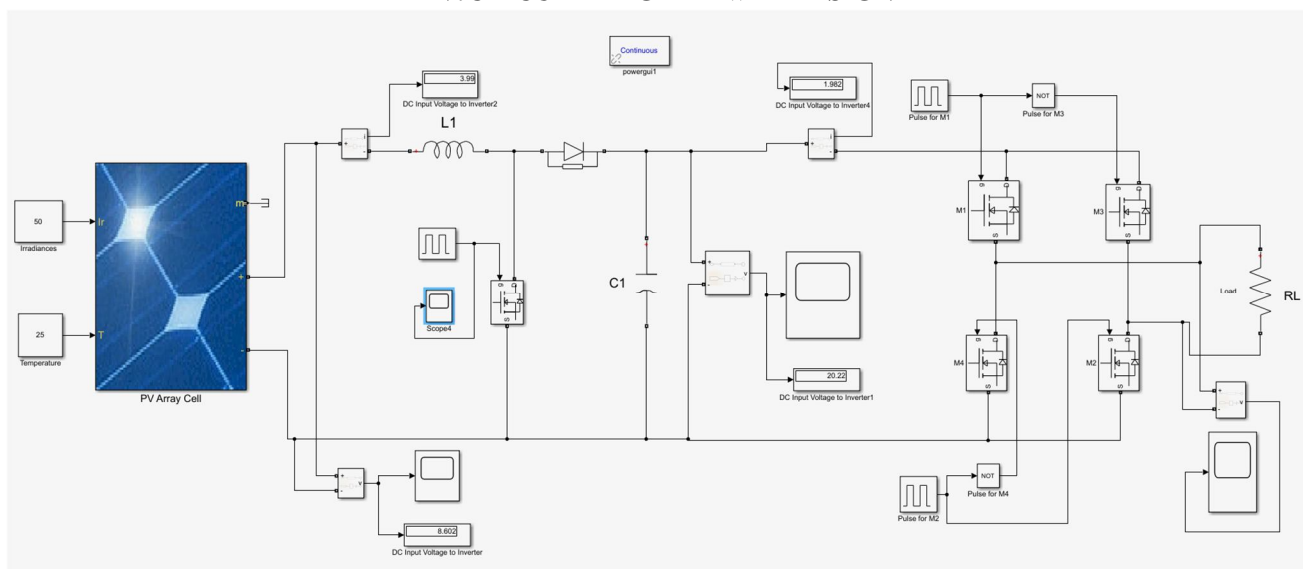 Continuous
powergui1
3.99
DC Input Voltage to Inverter2
1.982
DC Input Voltage to Inverter4
L1
Pulse for M1
NOT
Pulse for M3
50
Irradiances
Ir
m
+
25
Temperature
T
-
PV Array Cell
Scope4
C1
20.22
DC Input Voltage to Inverter1
M1
M3
M4
M2
g
D
S
Load
RL
8.602
DC Input Voltage to Inverter
Pulse for M2
NOT
Pulse for M4